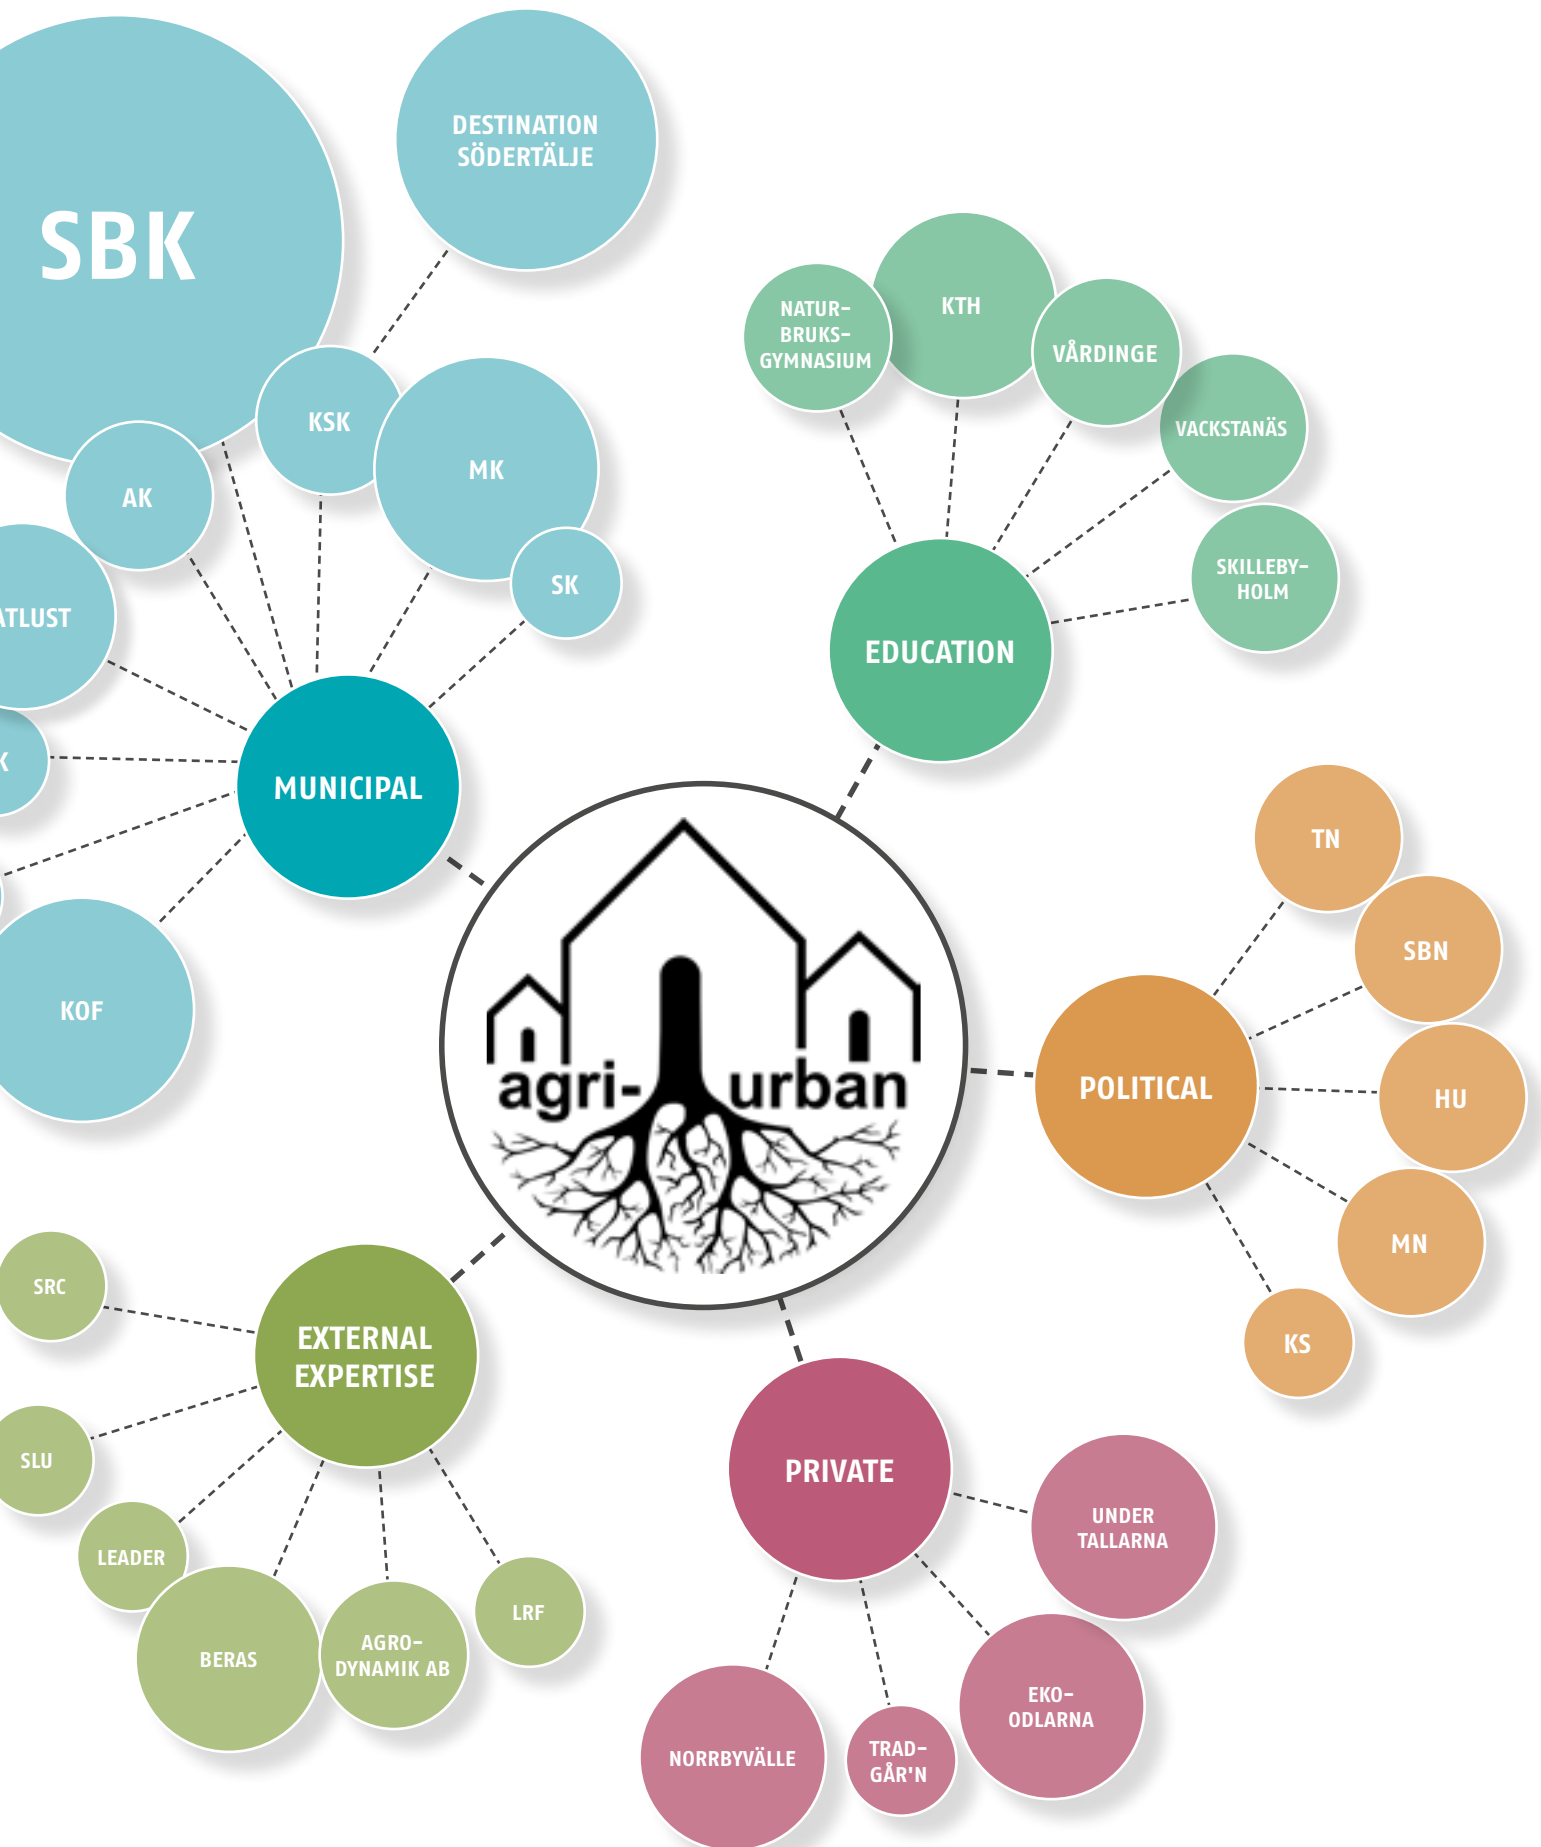 SBK
DESTINATION
SÖDERTÄLJE
KSK
MK
AK
SK
ATLUST
K
MUNICIPAL
KOF
NATUR-
BRUKS-
GYMNASIUM
KTH
VÅRDINGE
VACKSTANÄS
SKILLEBY-
HOLM
EDUCATION
agri- urban
TN
SBN
HU
MN
KS
POLITICAL
SRC
SLU
LEADER
BERAS
AGRO-
DYNAMIK AB
LRF
EXTERNAL
EXPERTISE
PRIVATE
UNDER
TALLARNA
EKO-
ODLARNA
TRAD-
GÅR'N
NORRBYVÄLLE